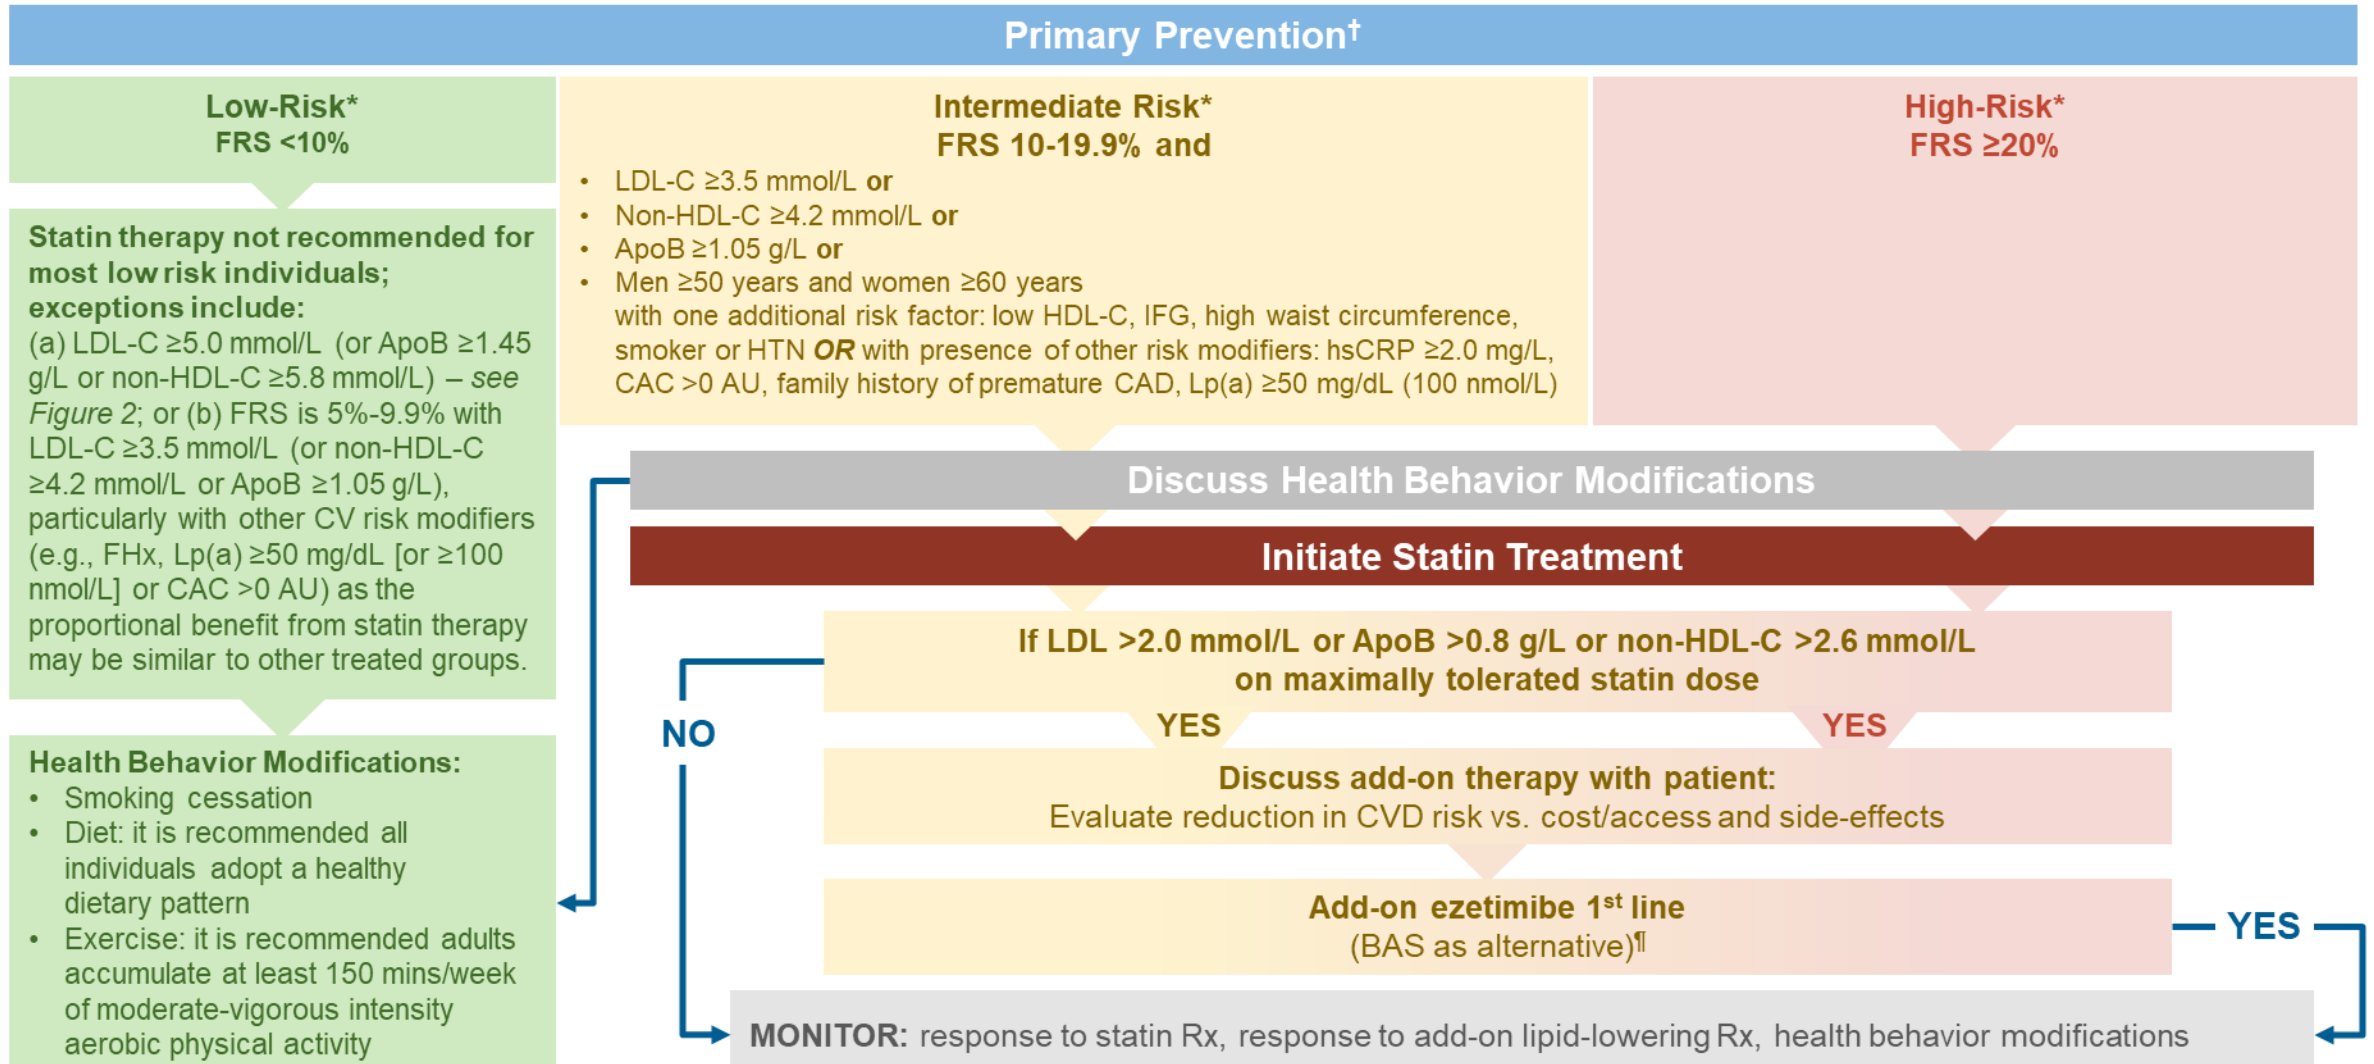 Primary Prevention†
Low-Risk*
FRS <10%
Statin therapy not recommended for
most low risk individuals;
exceptions include:
(a) LDL-C ≥5.0 mmol/L (or ApoB ≥1.45
g/L or non-HDL-C ≥5.8 mmol/L) – see
Figure 2; or (b) FRS is 5%-9.9% with
LDL-C ≥3.5 mmol/L (or non-HDL-C
≥4.2 mmol/L or ApoB ≥1.05 g/L),
particularly with other CV risk modifiers
(e.g., FHx, Lp(a) ≥50 mg/dL [or ≥100
nmol/L] or CAC >0 AU) as the
proportional benefit from statin therapy
may be similar to other treated groups.
Health Behavior Modifications:
• Smoking cessation
• Diet: it is recommended all
individuals adopt a healthy
dietary pattern
• Exercise: it is recommended adults
accumulate at least 150 mins/week
of moderate-vigorous intensity
aerobic physical activity
Intermediate Risk*
FRS 10-19.9% and
• LDL-C ≥3.5 mmol/L or
• Non-HDL-C ≥4.2 mmol/L or
• ApoB ≥1.05 g/L or
• Men ≥50 years and women ≥60 years
with one additional risk factor: low HDL-C, IFG, high waist circumference,
smoker or HTN OR with presence of other risk modifiers: hsCRP ≥2.0 mg/L,
CAC >0 AU, family history of premature CAD, Lp(a) ≥50 mg/dL (100 nmol/L)
High-Risk*
FRS ≥20%
Discuss Health Behavior Modifications
Initiate Statin Treatment
If LDL >2.0 mmol/L or ApoB >0.8 g/L or non-HDL-C >2.6 mmol/L
on maximally tolerated statin dose
NO
YES
YES
Discuss add-on therapy with patient:
Evaluate reduction in CVD risk vs. cost/access and side-effects
Add-on ezetimibe 1st line
(BAS as alternative)¶
YES
MONITOR: response to statin Rx, response to add-on lipid-lowering Rx, health behavior modifications